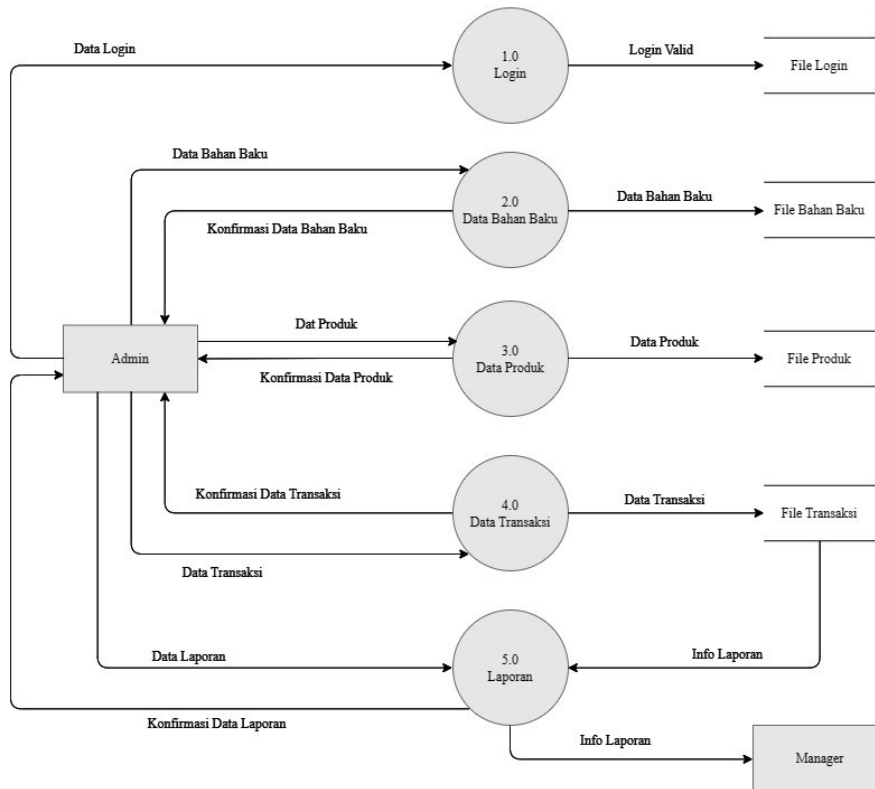 Data Login
1.0
Login
Login Valid
File Login
Data Bahan Baku
2.0
Data Bahan Baku
Data Bahan Baku
File Bahan Baku
Konfirmasi Data Bahan Baku
Dat Produk
Admin
3.0
Data Produk
Data Produk
File Produk
Konfirmasi Data Produk
Konfirmasi Data Transaksi
4.0
Data Transaksi
Data Transaksi
File Transaksi
Data Transaksi
Data Laporan
5.0
Laporan
Info Laporan
Konfirmasi Data Laporan
Info Laporan
Manager